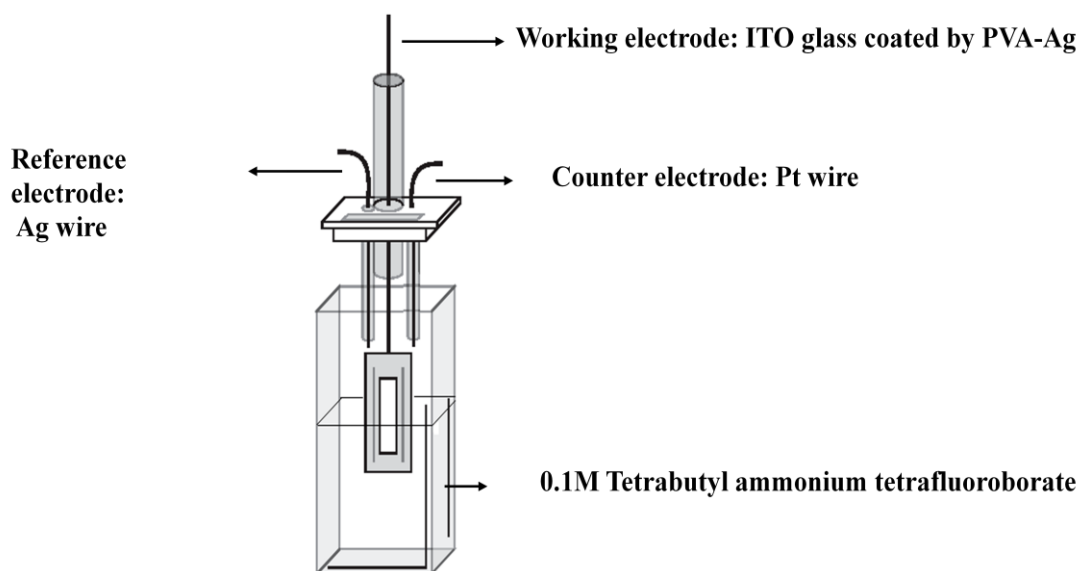 Working electrode: ITO glass coated by PVA-Ag
Reference
electrode:
Ag wire
Counter electrode: Pt wire
0.1M Tetrabutyl ammonium tetrafluoroborate